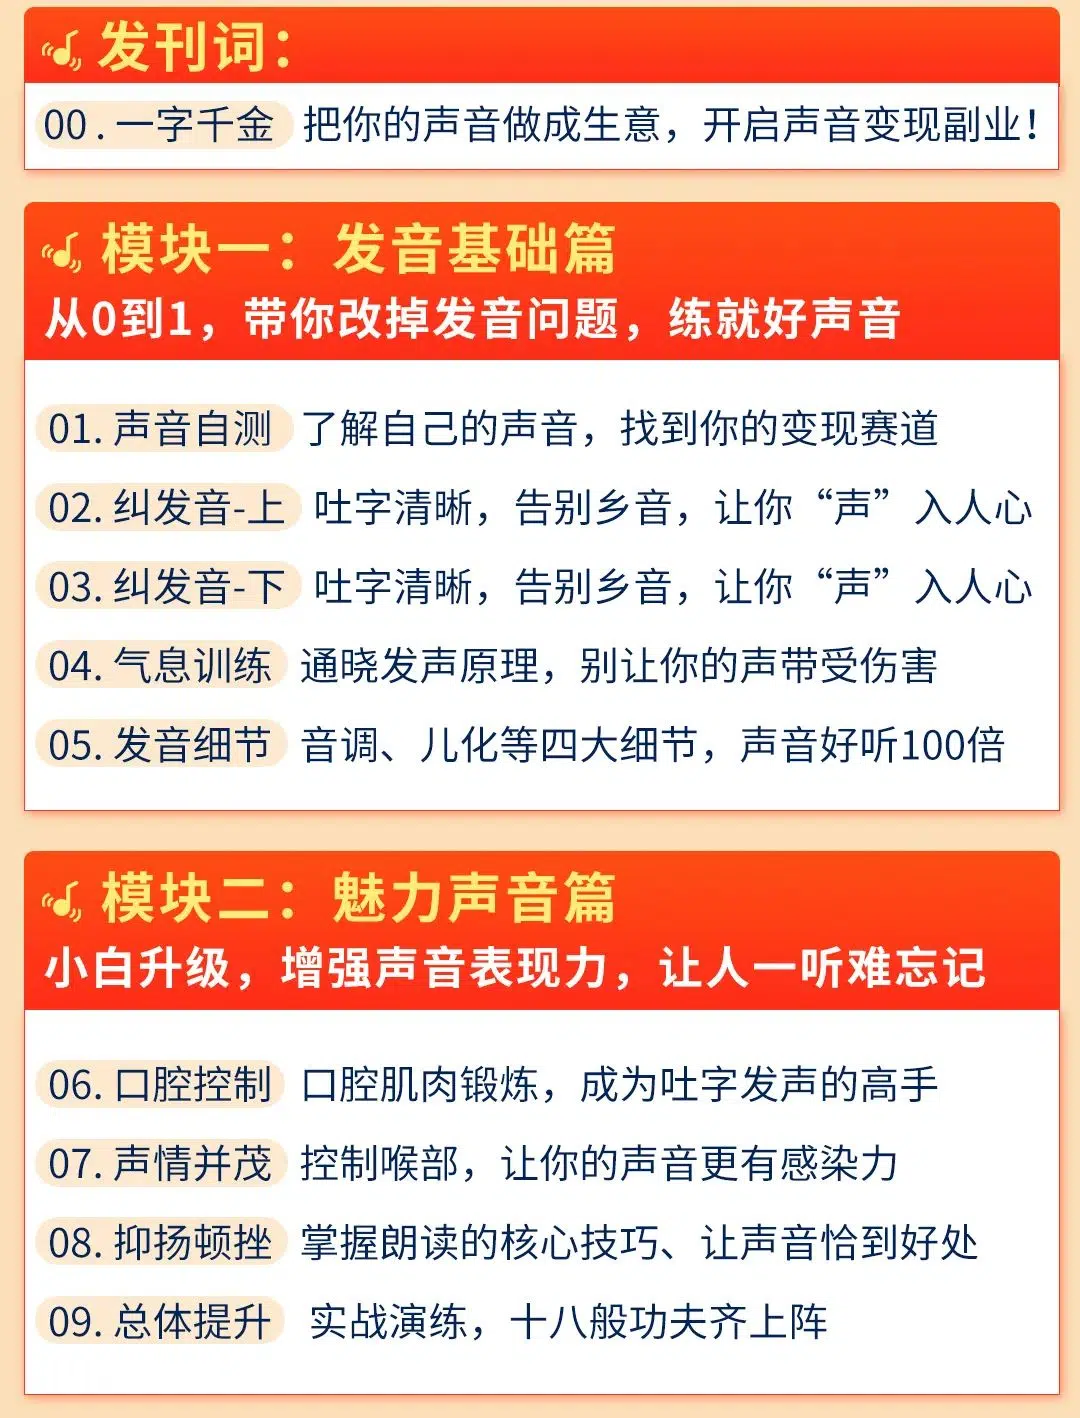 发刊词：
00 . 一字千金 把你的声音做成生意，开启声音变现副业！
模块一：发音基础篇
从0到1，带你改掉发音问题，练就好声音
01. 声音自测 了解自己的声音，找到你的变现赛道
02. 纠发音-上 吐字清晰，告别乡音，让你“声”入人心
03. 纠发音-下 吐字清晰，告别乡音，让你“声”入人心
04. 气息训练 通晓发声原理，别让你的声带受伤害
05. 发音细节 音调、儿化等四大细节，声音好听100倍
模块二：魅力声音篇
小白升级，增强声音表现力，让人一听难忘记
06. 口腔控制 口腔肌肉锻炼，成为吐字发声的高手
07. 声情并茂 控制喉部，让你的声音更有感染力
08. 抑扬顿挫 掌握朗读的核心技巧、让声音恰到好处
09. 总体提升 实战演练，十八般功夫齐上阵